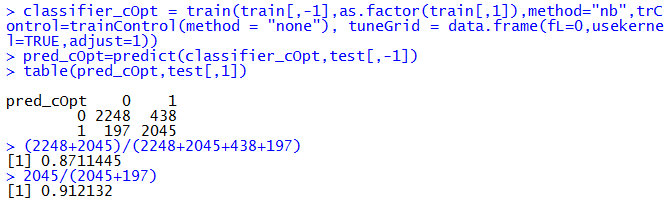 > classifier_cOpt = train(train[,-1],as.factor(train[,1]),method="nb",trC
ontrol=trainControl(method = "none"), tuneGrid = data.frame(fL=0,usekerne
l=TRUE,adjust=1))
> pred_cOpt=predict(classifier_cOpt,test[,-1])
> table(pred_cOpt,test[,1])
pred_cOpt    0    1
        0 2248  438
        1  197 2045
> (2248+2045)/(2248+2045+438+197)
[1] 0.8711445
> 2045/(2045+197)
[1] 0.912132